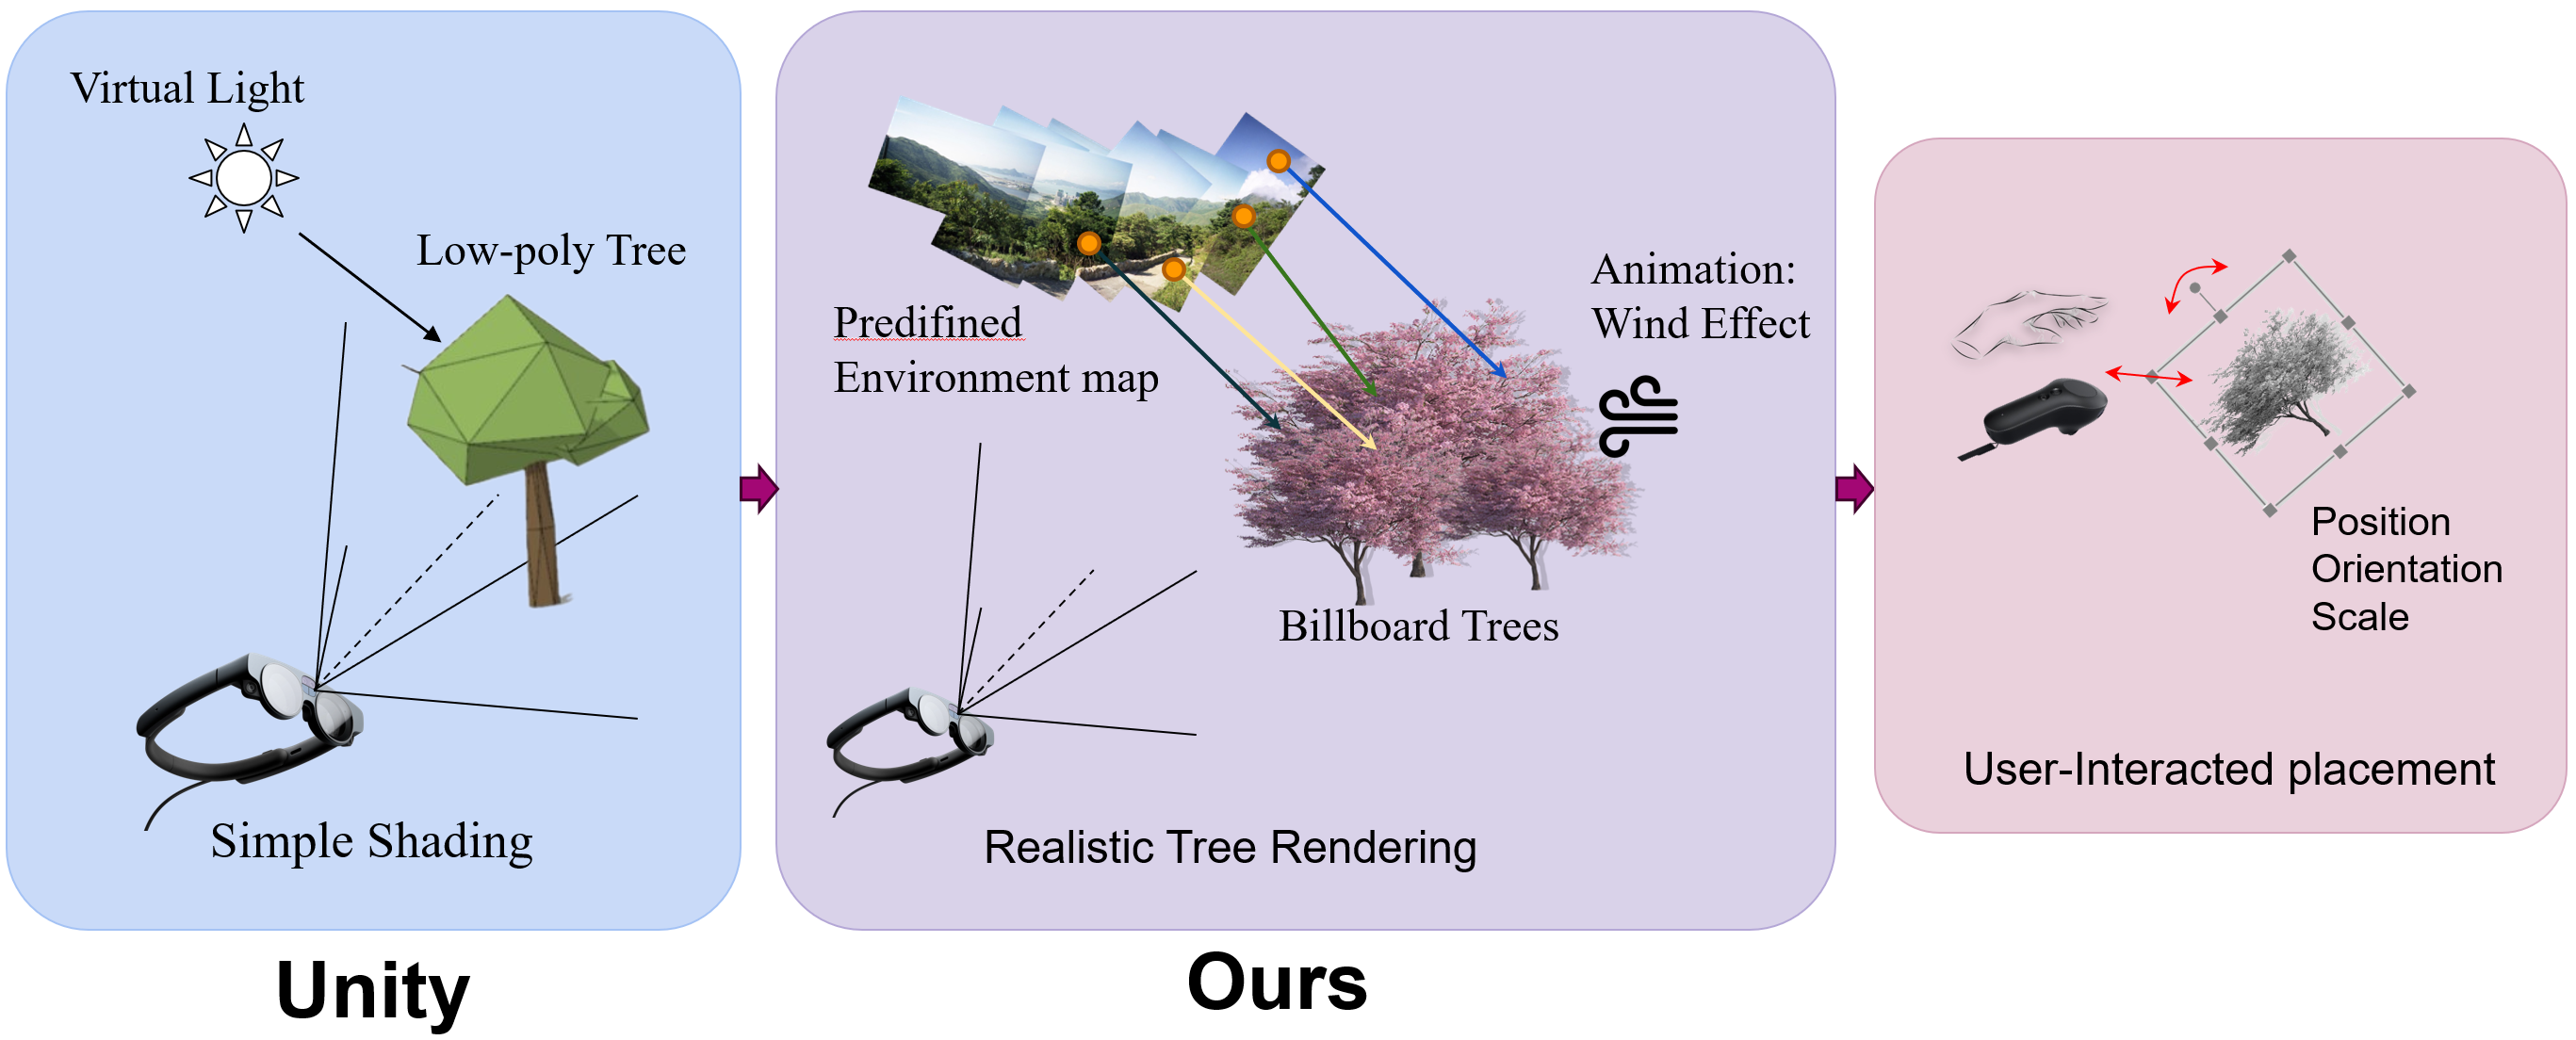 Virtual Light
Low-poly Tree
Simple Shading
Unity
Predifined
Environment map
Animation:
Wind Effect
Billboard Trees
Realistic Tree Rendering
Ours
Position
Orientation
Scale
User-Interacted placement